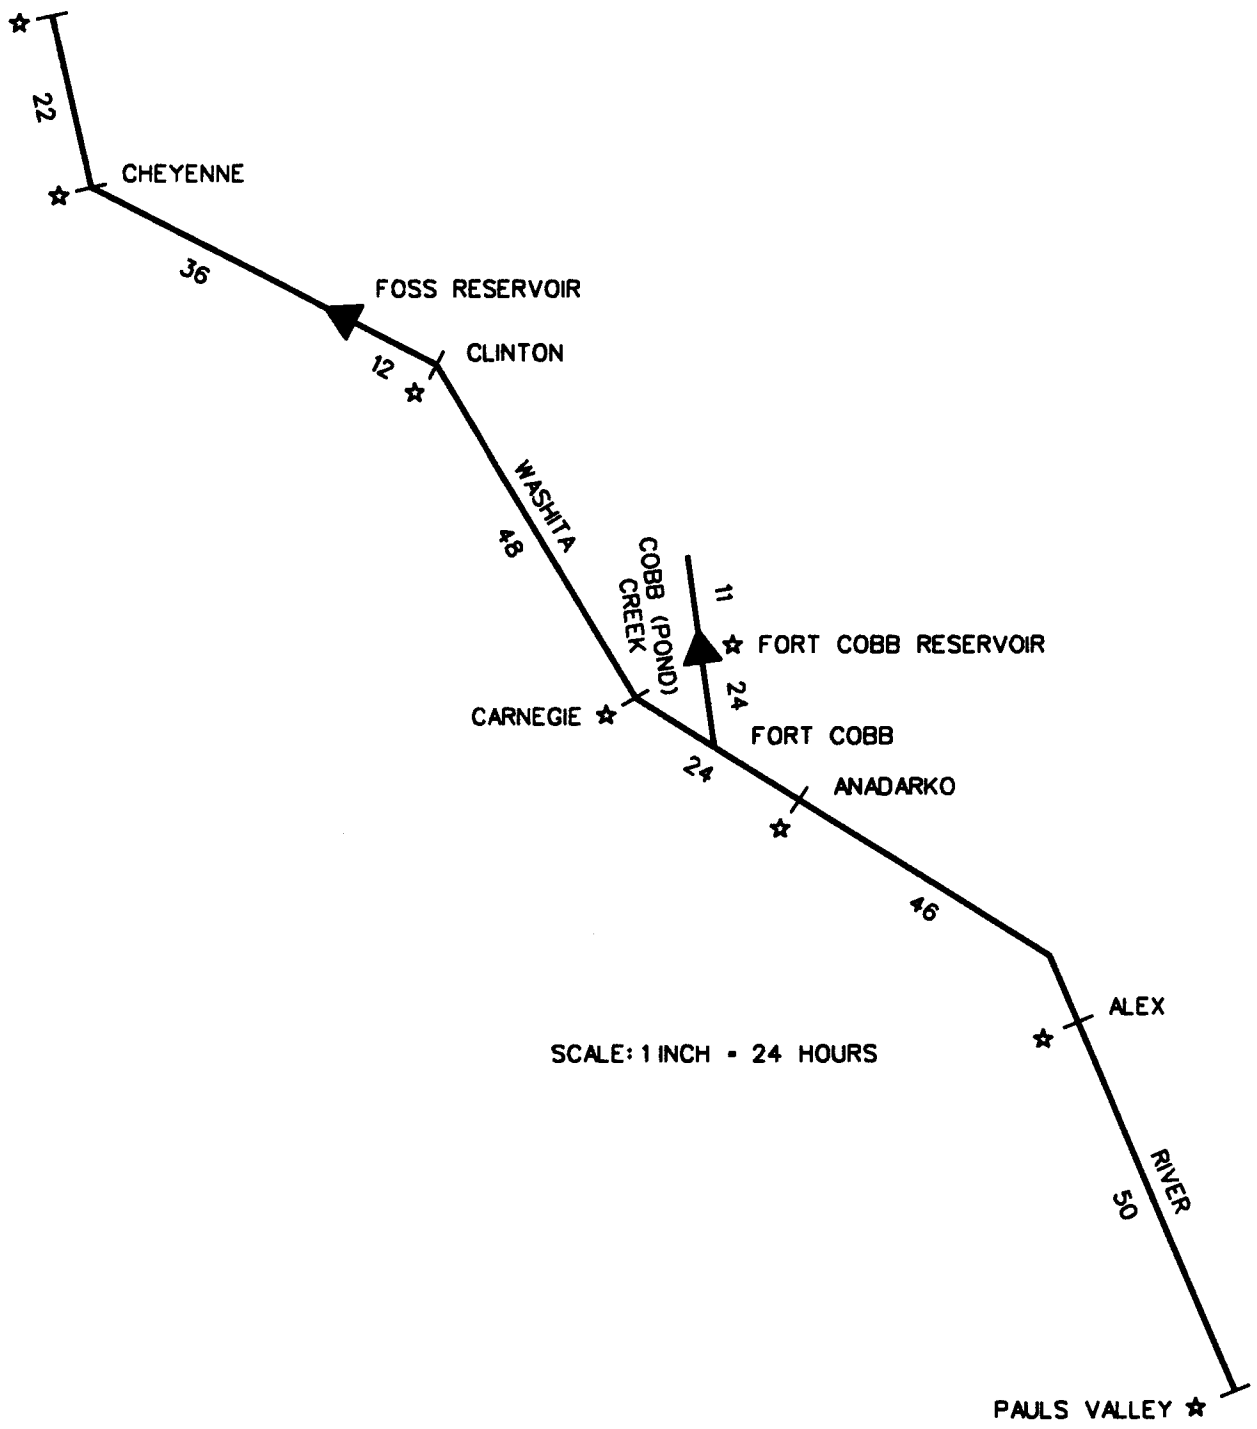 22
CHEYENNE
36
FOSS RESERVOIR
12
CLINTON
WASHITA
48
COBB (POND)
CREEK
11
FORT COBB RESERVOIR
24
CARNEGIE
FORT COBB
24
ANADARKO
46
ALEX
SCALE: 1 INCH = 24 HOURS
RIVER
50
PAULS VALLEY